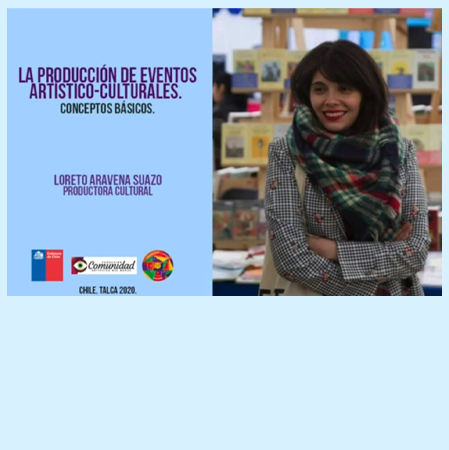 LA PRODUCCIÓN DE EVENTOS
ARTÍSTICO-CULTURALES.
CONCEPTOS BÁSICOS.
LORETO ARAVENA SUAZO
PRODUCTORA CULTURAL
Comunidad
CHILE. TALCA 2020.